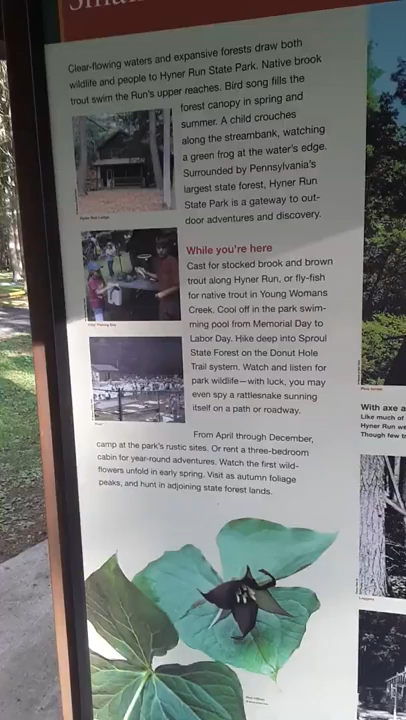 Clear-flowing waters and expansive forests draw both
wildlife and people to Hyner Run State Park. Native brook
trout swim the Run's upper reaches. Bird song fills the
forest canopy in spring and
summer. A child crouches
along the streambank, watching
a green frog at the water's edge.
Surrounded by Pennsylvania's
largest state forest, Hyner Run
State Park is a gateway to out-
door adventures and discovery.
While you're here
Cast for stocked brook and brown
trout along Hyner Run, or fly-fish
for native trout in Young Womans
Creek. Cool off in the park swim-
ming pool from Memorial Day to
Labor Day. Hike deep into Sproul
State Forest on the Donut Hole
Trail system. Watch and listen for
park wildlife—with luck, you may
even spy a rattlesnake sunning
itself on a path or roadway.
From April through December,
camp at the park's rustic sites. Or rent a three-bedroom
cabin for year-round adventures. Watch the first wild-
flowers unfold in early spring. Visit as autumn foliage
peaks, and hunt in adjoining state forest lands.
With axe a
Like much of
Hyner Run we
Though few tr